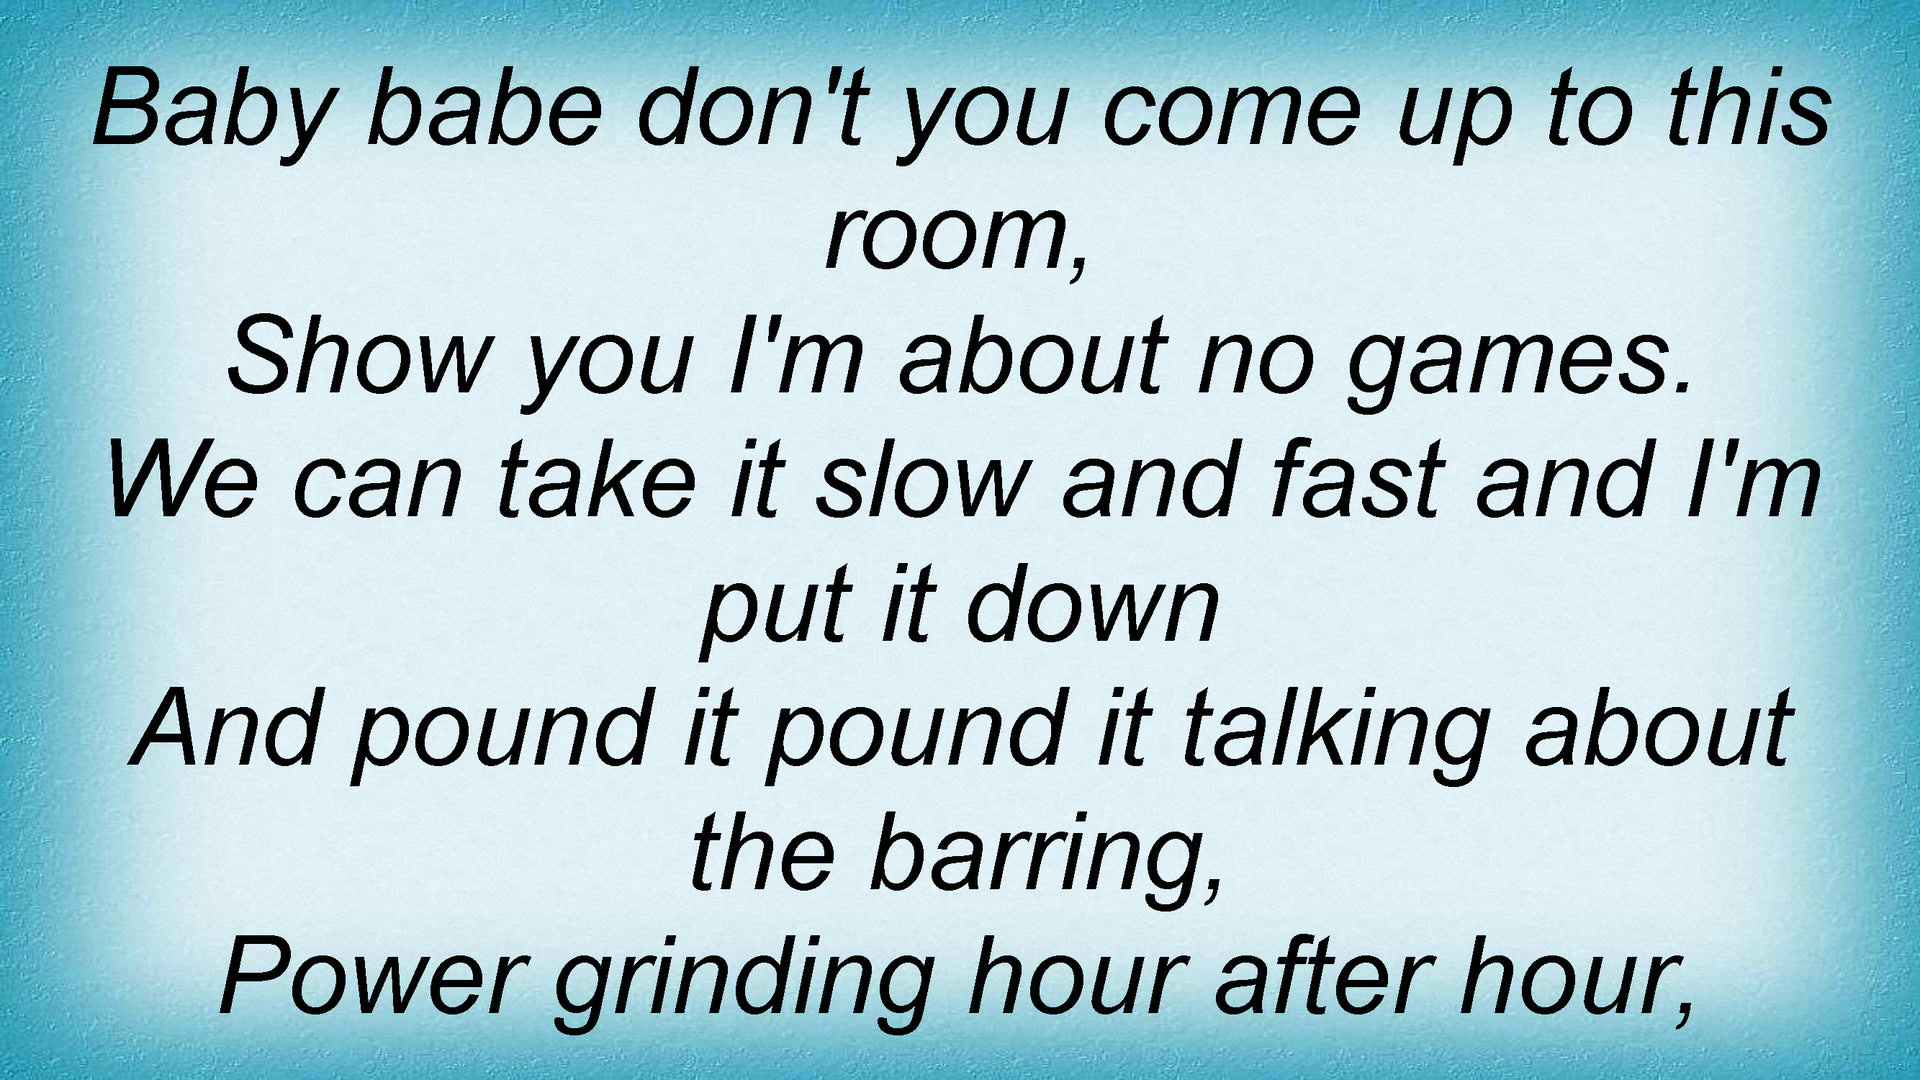 Baby babe don't you come up to this
room,
Show you I'm about no games.
We can take it slow and fast and I'm
put it down
And pound it pound it talking about
the barring,
Power grinding hour after hour,